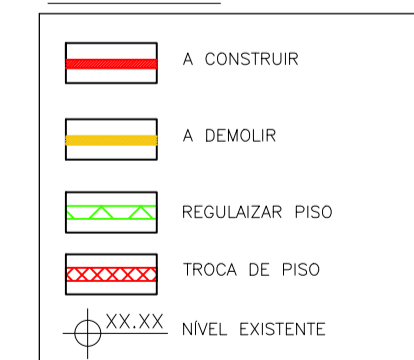 A CONSTRUIR
A DEMOLIR
REGULAIZAR PISO
TROCA DE PISO
XX.XX NÍVEL EXISTENTE